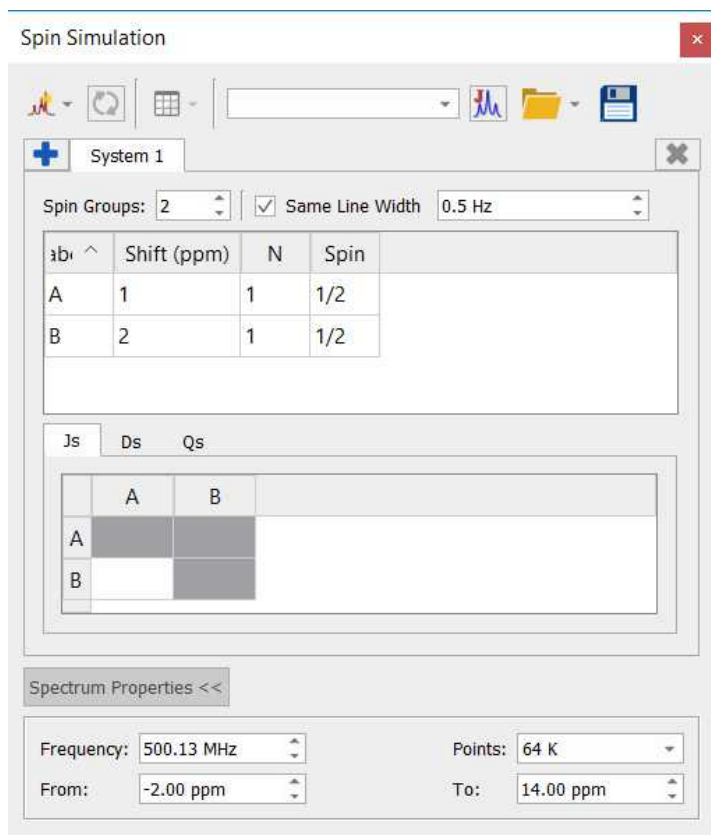 Spin Simulation
System 1
Spin Groups: 2 Same Line Width 0.5 Hz
Shift (ppm) N Spin
A 1 1 1/2
B 2 1 1/2
Js Ds Qs
A B
A
B
Spectrum Properties <<
Frequency: 500.13 MHz Points: 64 K
From: -2.00 ppm To: 14.00 ppm